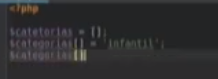 <?php
$categorias = [];
$categorias[] = 'infantil';
$categorias[]